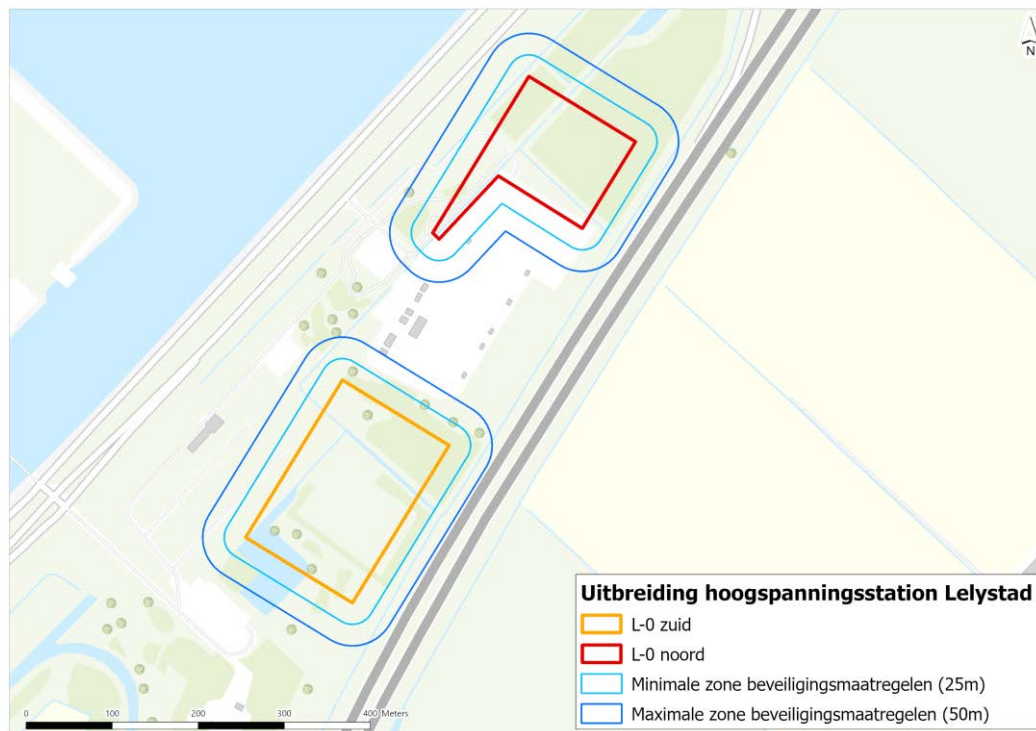 N
Uitbreiding hoogspanningsstation Lelystad
L-0 zuid
L-0 noord
Minimale zone beveiligingsmaatregelen (25m)
Maximale zone beveiligingsmaatregelen (50m)
0 100 200 300 400 Meters